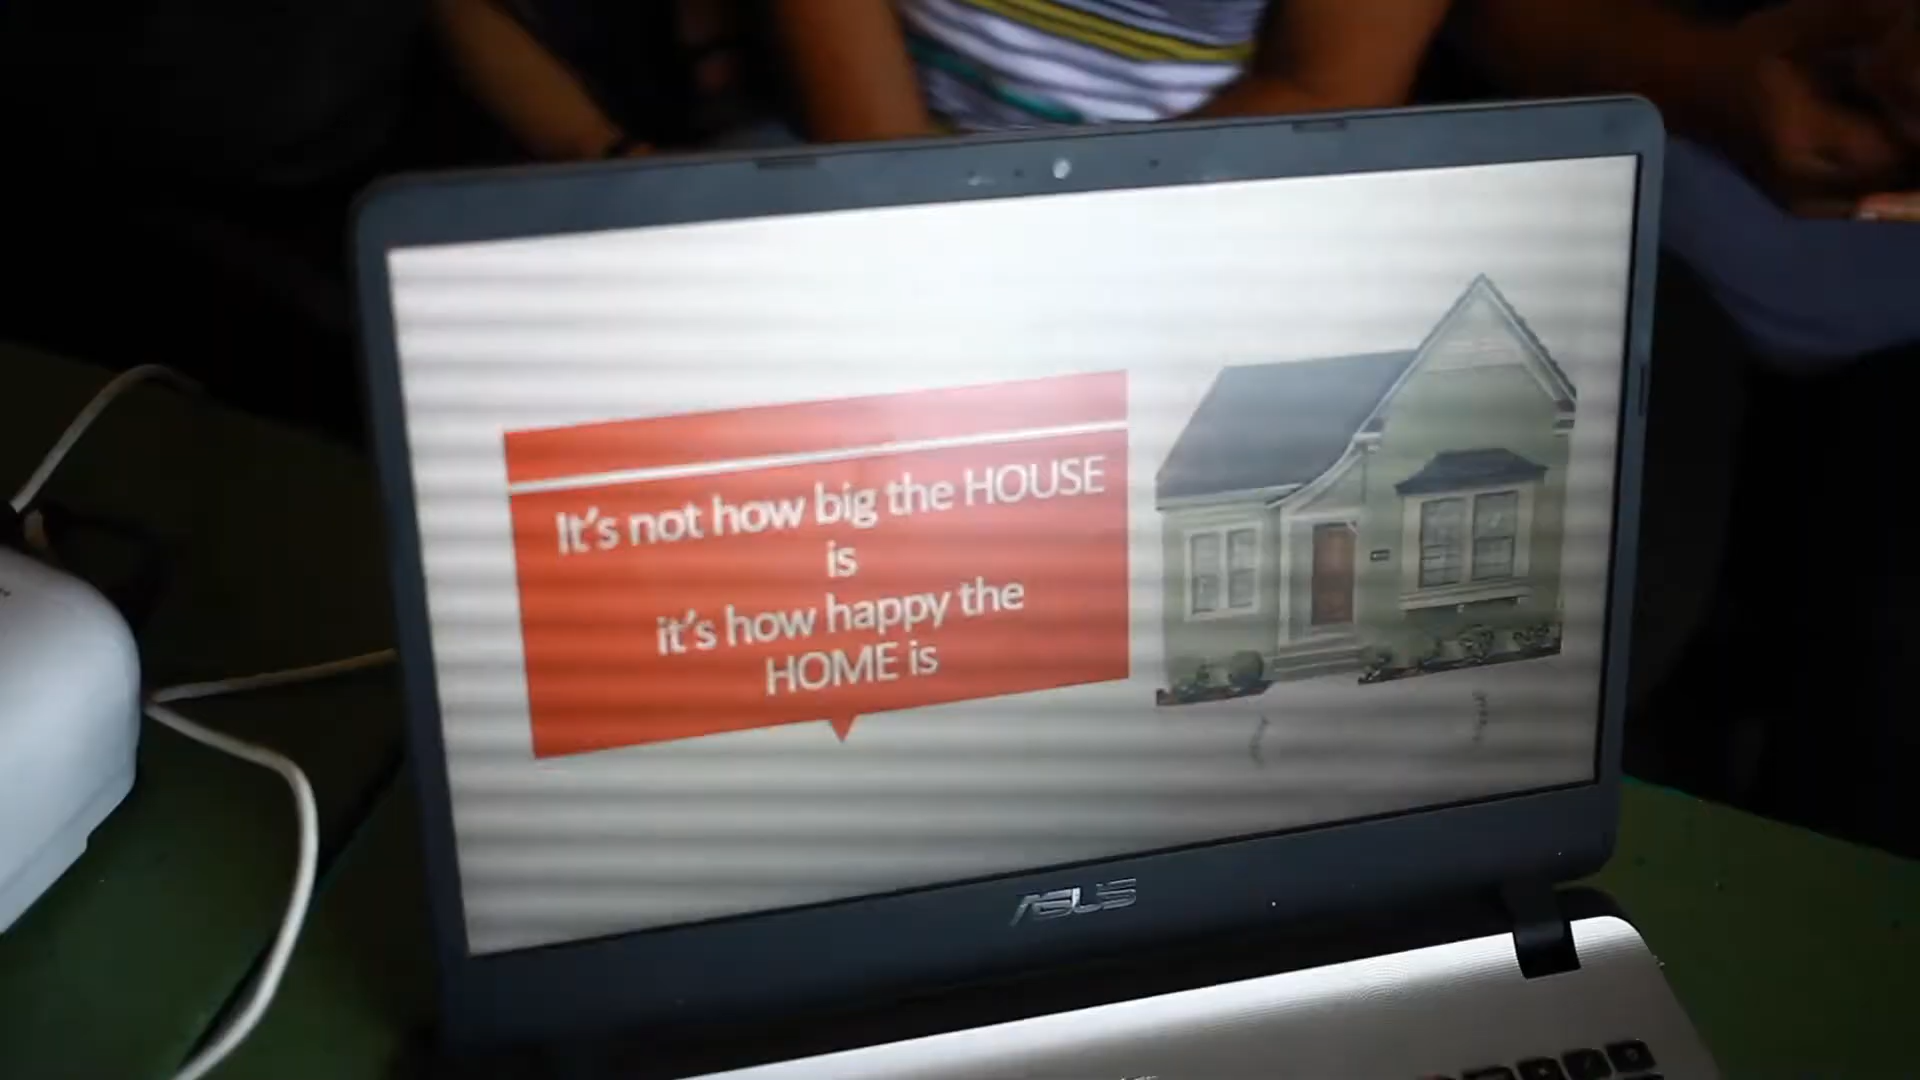 It's not how big the HOUSE
is
it's how happy the
HOME is
ASUS